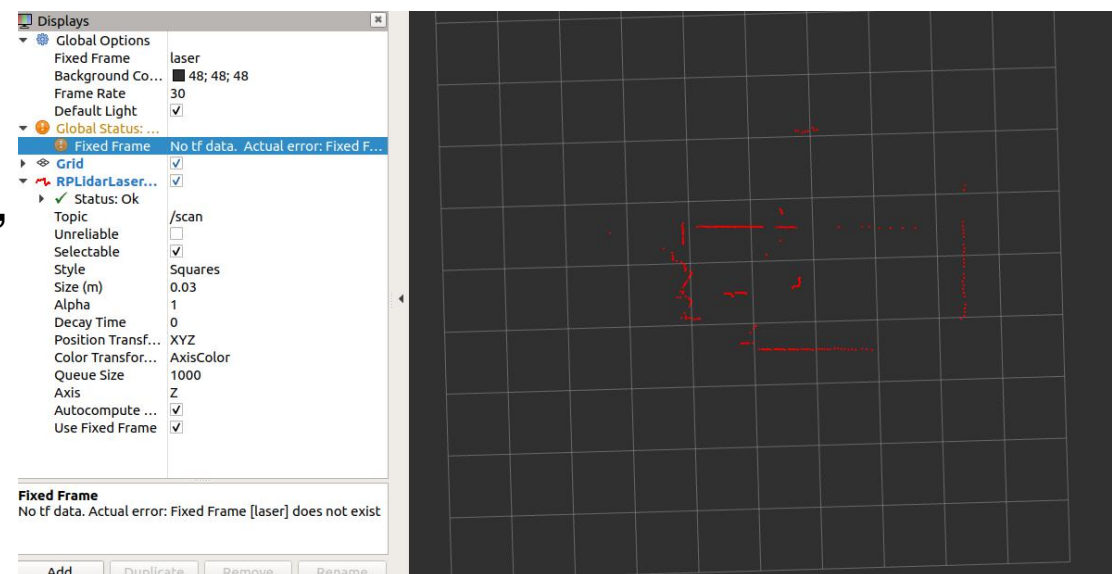 Displays
Global Options
Fixed Frame laser
Background Co... 48; 48; 48
Frame Rate 30
Default Light
Global Status: ...
Fixed Frame No tf data. Actual error: Fixed F...
Grid
RPLidarLaser...
Status: Ok
Topic /scan
Unreliable
Selectable
Style Squares
Size (m) 0.03
Alpha 1
Decay Time 0
Position Transf... XYZ
Color Transfor... AxisColor
Queue Size 1000
Axis Z
Autocompute ...
Use Fixed Frame
Fixed Frame
No tf data. Actual error: Fixed Frame [laser] does not exist
Add Duplicate Remove Rename